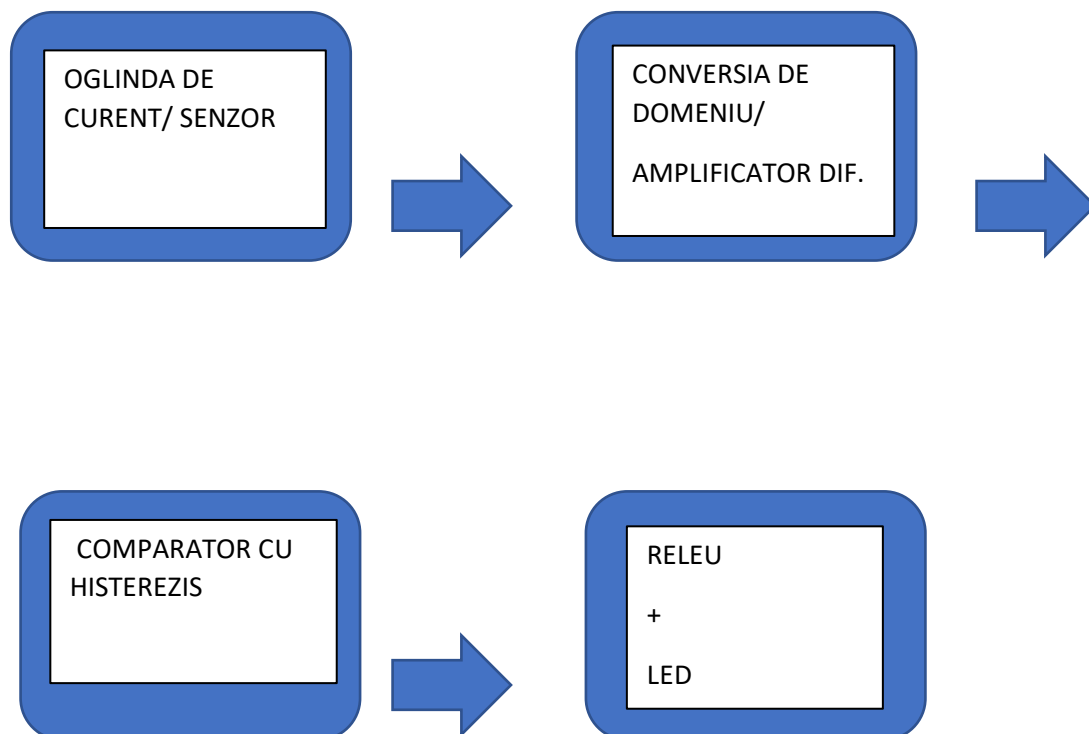 OGLINDA DE
CURENT/ SENZOR
CONVERSIA DE
DOMENIU/
AMPLIFICATOR DIF.
COMPARATOR CU
HISTEREZIS
RELEU
+
LED